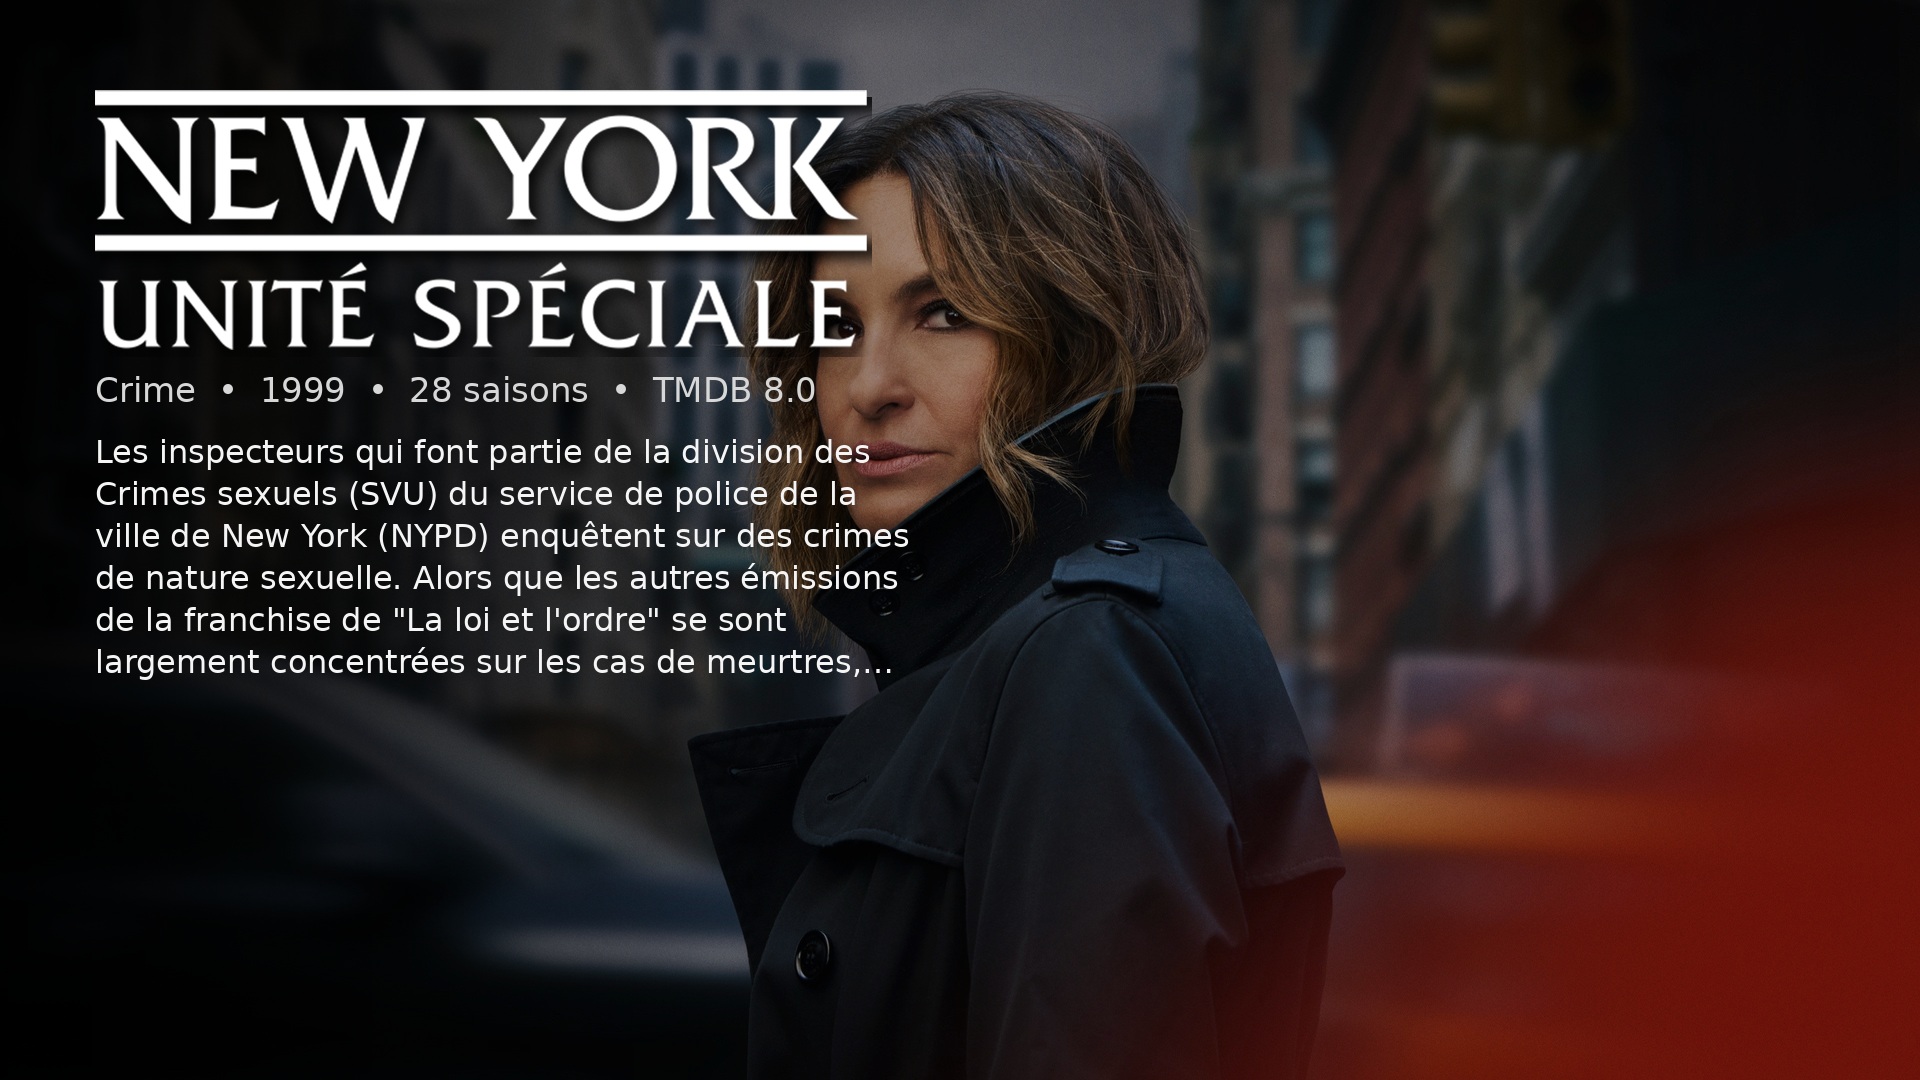 NEW YORK
UNITÉ SPÉCIALE
Crime • 1999 • 28 saisons • TMDB 8.0
Les inspecteurs qui font partie de la division des
Crimes sexuels (SVU) du service de police de la
ville de New York (NYPD) enquêtent sur des crimes
de nature sexuelle. Alors que les autres émissions
de la franchise de "La loi et l'ordre" se sont
largement concentrées sur les cas de meurtres,...